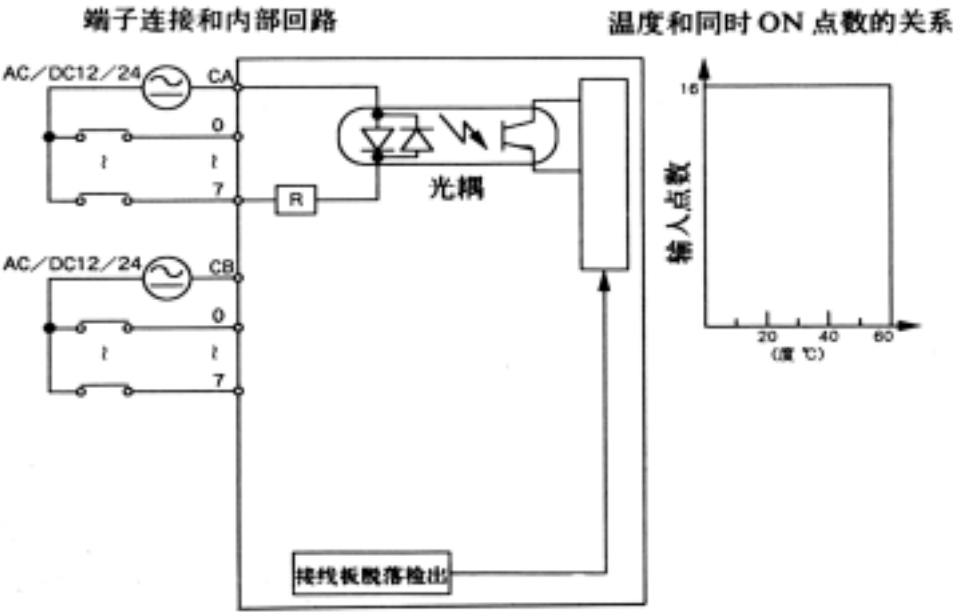 端子连接和内部回路
温度和同时 ON 点数的关系
AC/DC12/24
CA
0
≀
≀
7
R
光耦
AC/DC12/24
CB
0
≀
≀
7
接线板脱落检出
16
输入点数
20
40
60
(度 ℃)